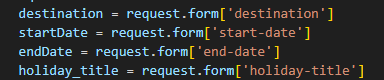 destination = request.form['destination']
startDate = request.form['start-date']
endDate = request.form['end-date']
holiday_title = request.form['holiday-title']